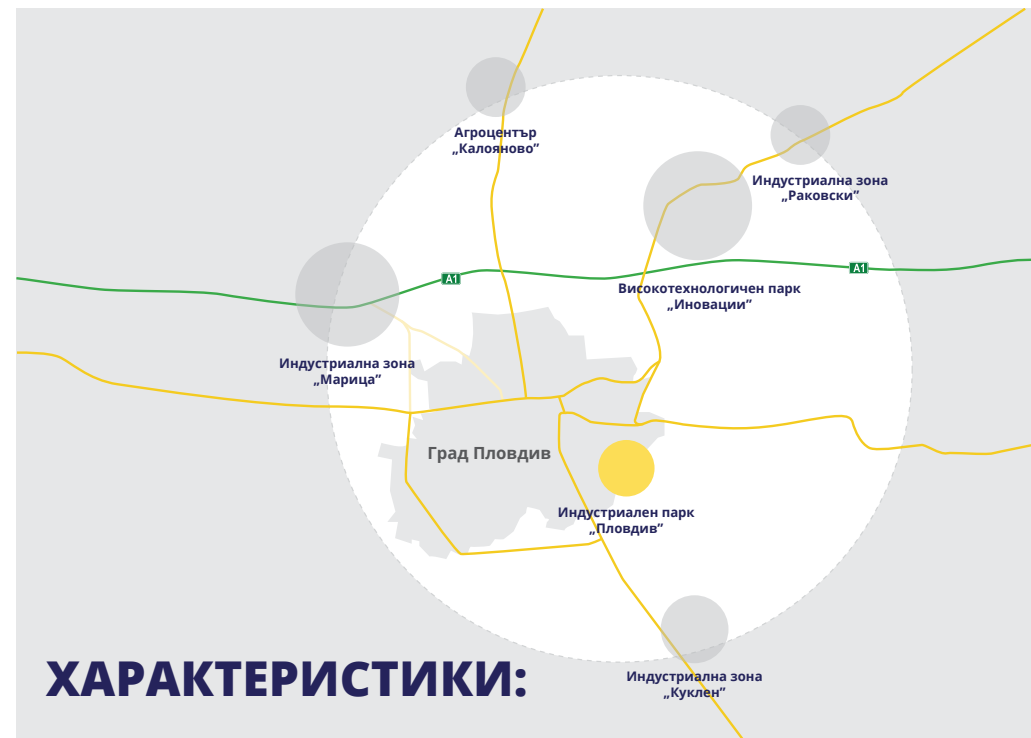 Агроцентър
„Калояново”
Индустриална зона
„Раковски”
A1
A1
Високотехнологичен парк
„Иновации”
Индустриална зона
„Марица”
Град Пловдив
Индустриален парк
„Пловдив”
ХАРАКТЕРИСТИКИ:
Индустриална зона
„Куклен”